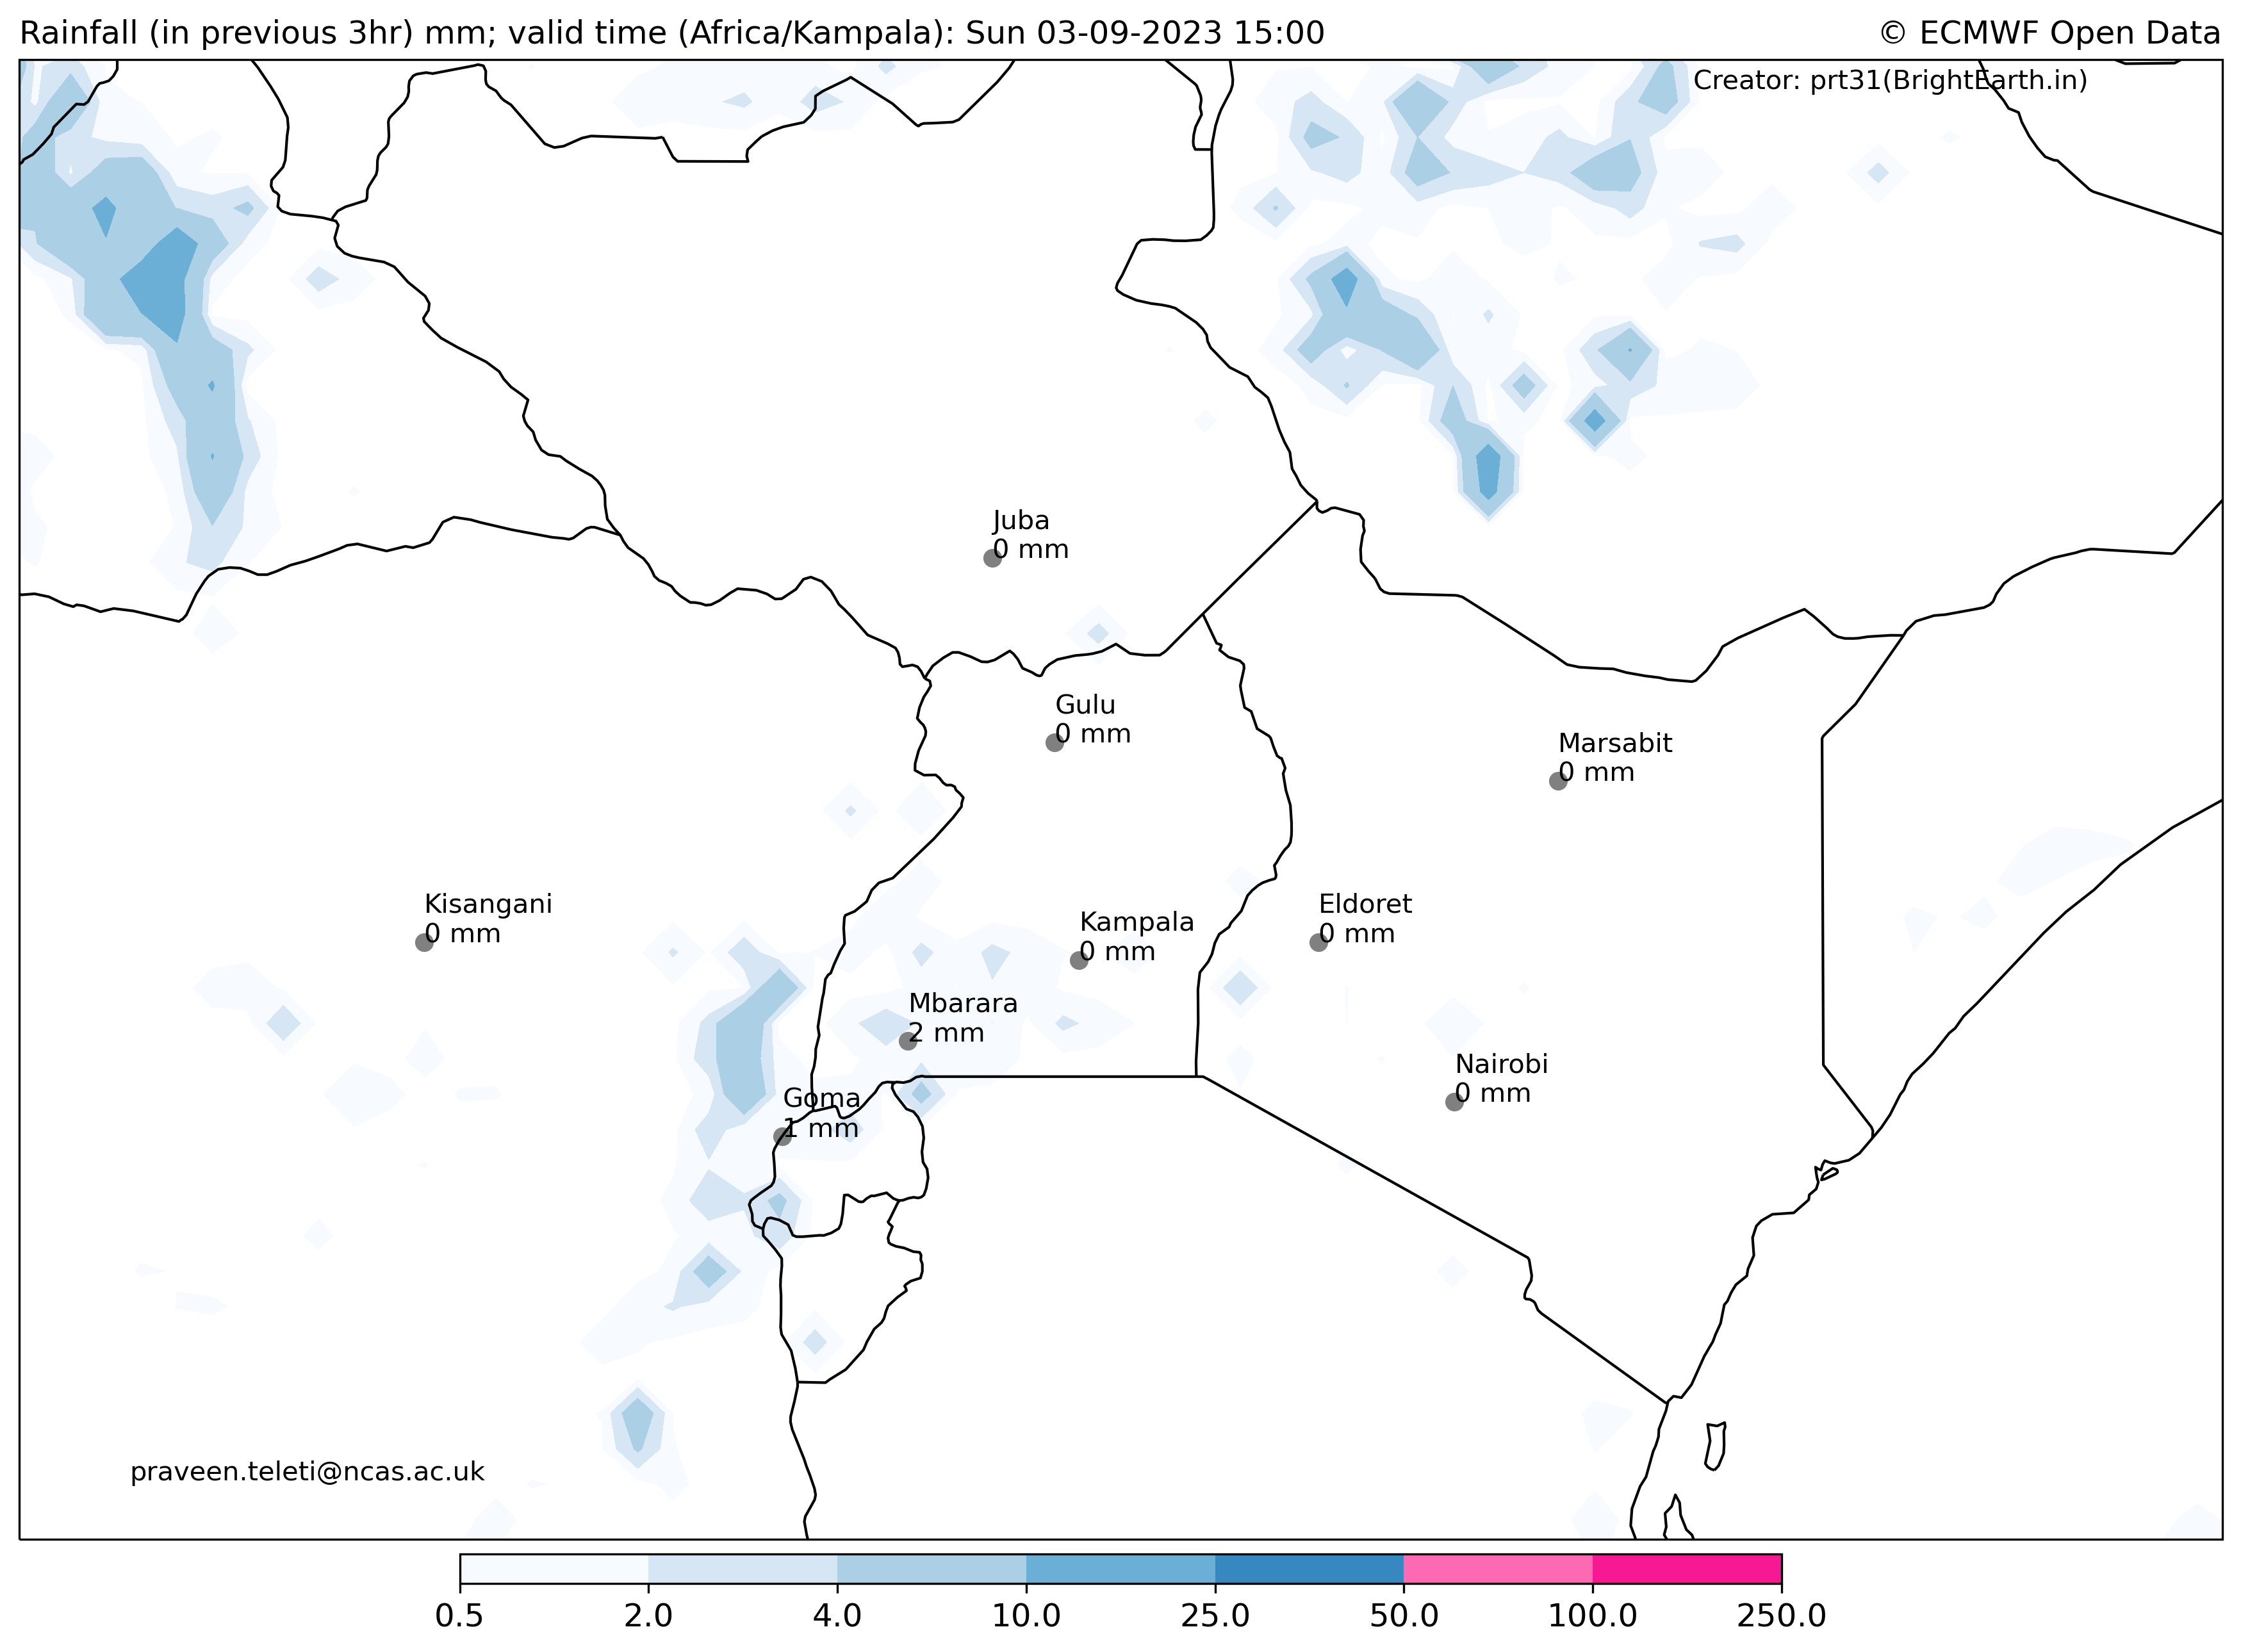 Rainfall (in previous 3hr) mm; valid time (Africa/Kampala): Sun 03-09-2023 15:00
© ECMWF Open Data
Creator: prt31(BrightEarth.in)
Juba
0 mm
Gulu
0 mm
Marsabit
0 mm
Kisangani
0 mm
Eldoret
0 mm
Kampala
0 mm
Mbarara
2 mm
Nairobi
0 mm
Goma
1 mm
praveen.teleti@ncas.ac.uk
0.5 2.0 4.0 10.0 25.0 50.0 100.0 250.0